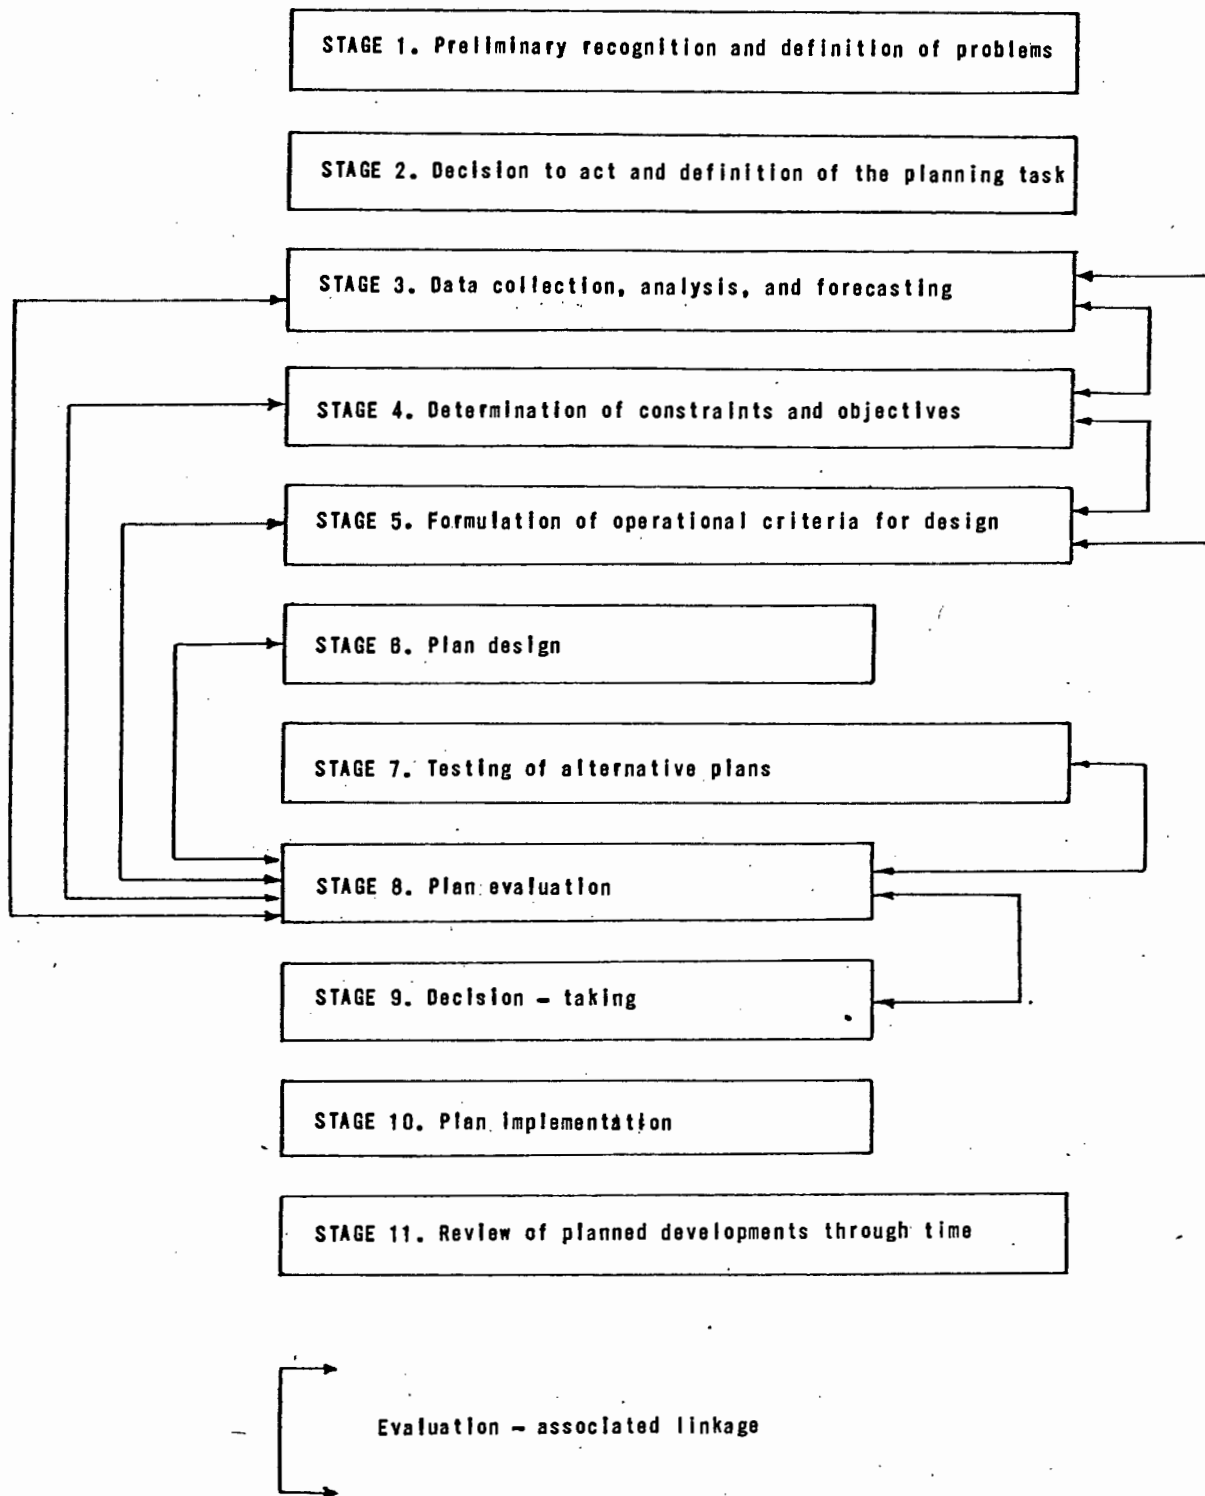 STAGE 1. Preliminary recognition and definition of problems
STAGE 2. Decision to act and definition of the planning task
STAGE 3. Data collection, analysis, and forecasting
STAGE 4. Determination of constraints and objectives
STAGE 5. Formulation of operational criteria for design
STAGE 6. Plan design
STAGE 7. Testing of alternative plans
STAGE 8. Plan evaluation
STAGE 9. Decision – taking
STAGE 10. Plan implementation
STAGE 11. Review of planned developments through time
Evaluation – associated linkage